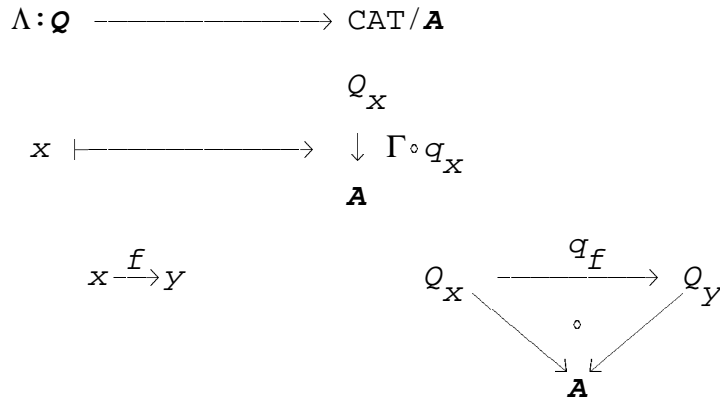 Λ:Q ⟶ CAT/A
Q_x
x ⟼ ↓ Γ∘q_x
A
x →^f y
q_f
Q_x ⟶ Q_y
∘
A